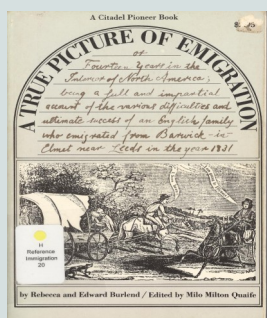 A Citadel Pioneer Book
A TRUE PICTURE OF EMIGRATION
or
Fourteen Years in the
Interior of North America;
being a full and impartial
account of the various difficulties and
ultimate success of an English family
who emigrated from Barwick-in-
Elmet near Leeds in the year 1831
H
Reference
Immigration
20
by Rebecca and Edward Burlend / Edited by Milo Milton Quaife